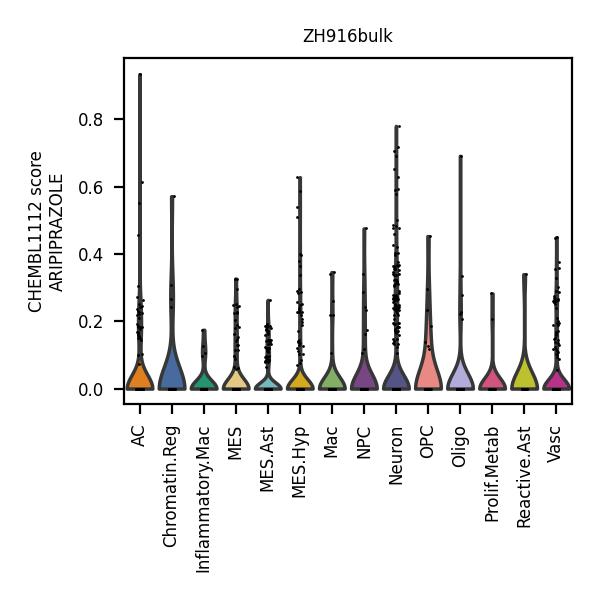 ZH916bulk
CHEMBL1112 score
ARIPIPRAZOLE
0.8
0.6
0.4
0.2
0.0
AC
Chromatin.Reg
Inflammatory.Mac
MES
MES.Ast
MES.Hyp
Mac
NPC
Neuron
OPC
Oligo
Prolif.Metab
Reactive.Ast
Vasc